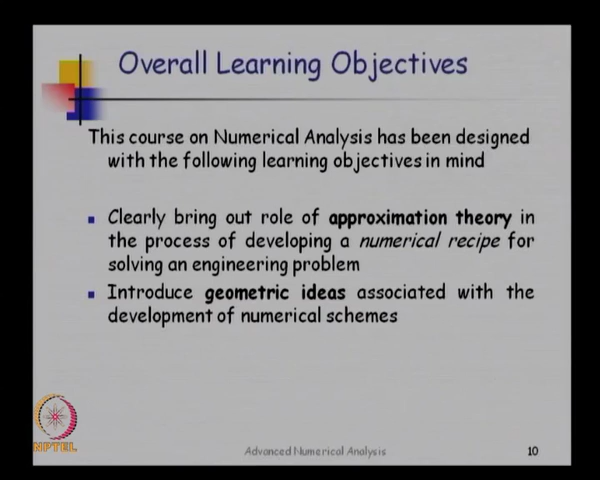 Overall Learning Objectives
This course on Numerical Analysis has been designed
with the following learning objectives in mind
Clearly bring out role of approximation theory in
the process of developing a numerical recipe for
solving an engineering problem
Introduce geometric ideas associated with the
development of numerical schemes
NPTEL
Advanced Numerical Analysis
10